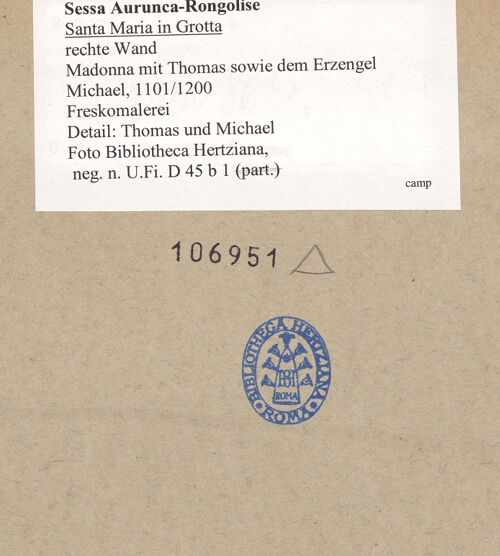 Sessa Aurunca-Rongolise
Santa Maria in Grotta
rechte Wand
Madonna mit Thomas sowie dem Erzengel
Michael, 1101/1200
Freskomalerei
Detail: Thomas und Michael
Foto Bibliotheca Hertziana,
neg. n. U.Fi. D 45 b 1 (part.)
camp
106951
BIBLIOTHECA HERTZIANA
ROMA
ROMA